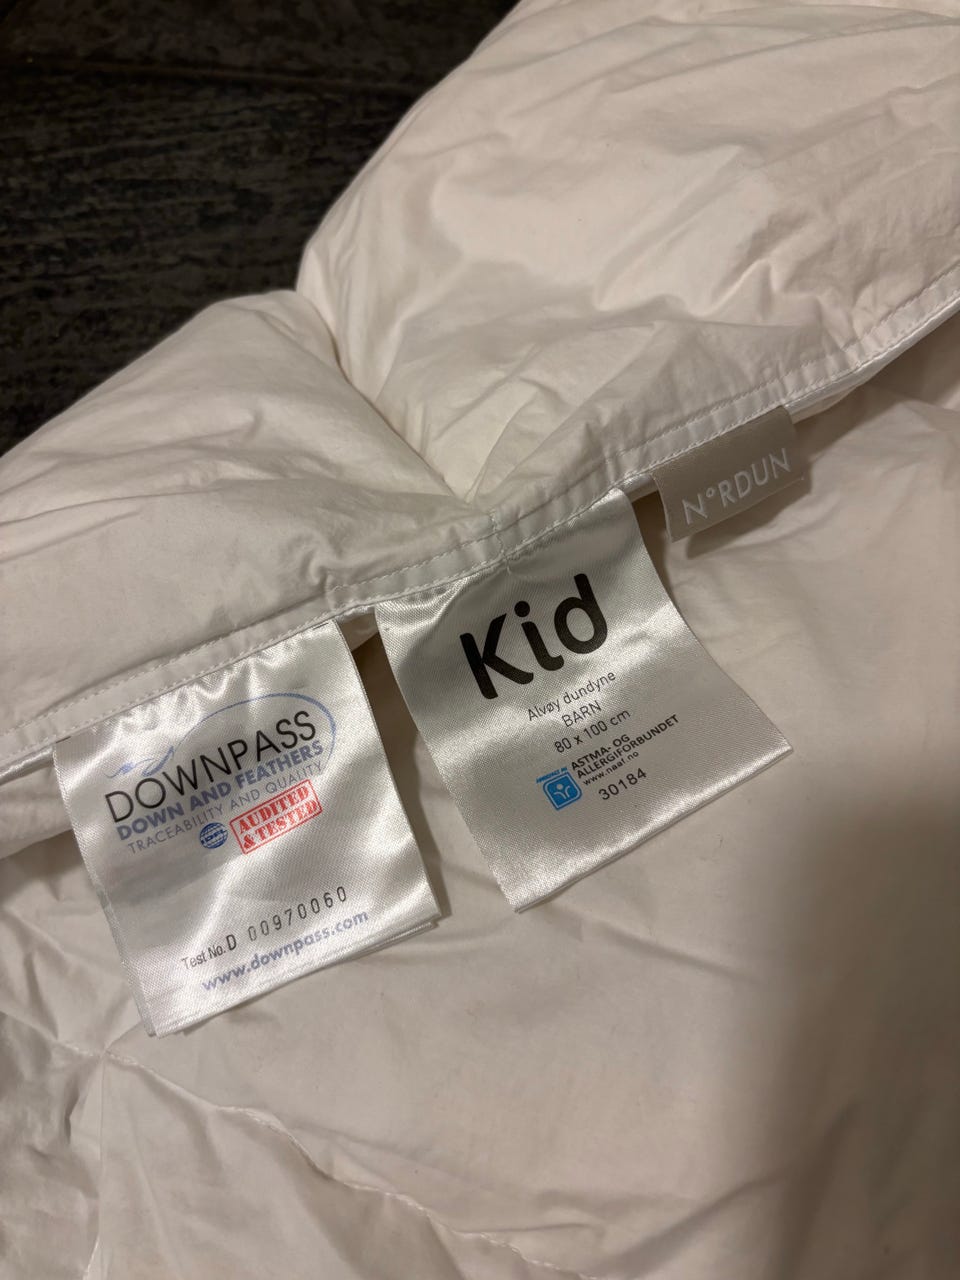 DOWNPASS
DOWN AND FEATHERS
TRACEABILITY AND QUALITY
IDFL
AUDITED
& TESTED
Test No. D 00970060
www.downpass.com
Kid
Alvøy dundyne
BARN
80 x 100 cm
ASTMA- OG
ALLERGIFORBUNDET
www.naaf.no
30184
N°RDUN